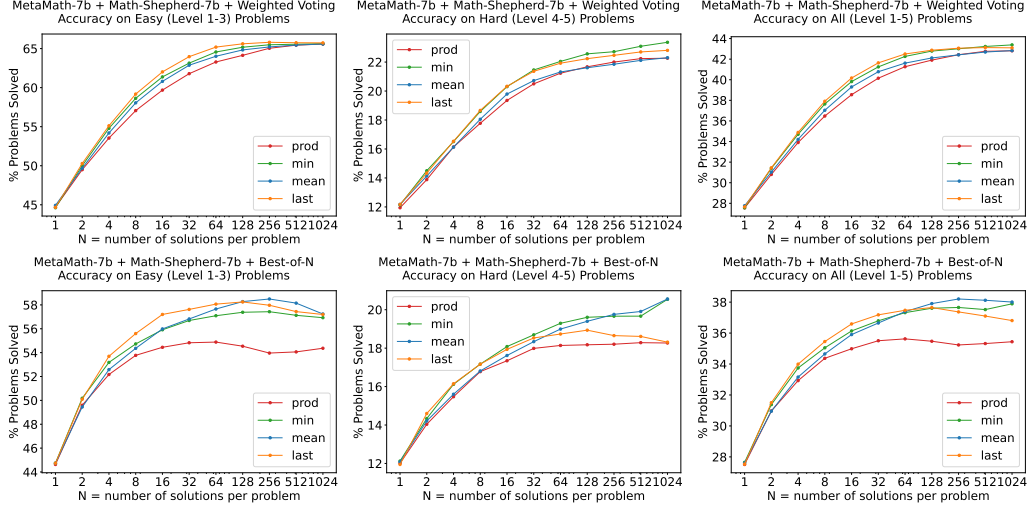 MetaMath-7b + Math-Shepherd-7b + Weighted Voting
Accuracy on Easy (Level 1-3) Problems
% Problems Solved
65
60
55
50
45
prod
min
mean
last
1 2 4 8 16 32 64 128 256 512 1024
N = number of solutions per problem
MetaMath-7b + Math-Shepherd-7b + Weighted Voting
Accuracy on Hard (Level 4-5) Problems
% Problems Solved
22
20
18
16
14
12
prod
min
mean
last
1 2 4 8 16 32 64 128 256 512 1024
N = number of solutions per problem
MetaMath-7b + Math-Shepherd-7b + Weighted Voting
Accuracy on All (Level 1-5) Problems
% Problems Solved
44
42
40
38
36
34
32
30
28
prod
min
mean
last
1 2 4 8 16 32 64 128 256 512 1024
N = number of solutions per problem
MetaMath-7b + Math-Shepherd-7b + Best-of-N
Accuracy on Easy (Level 1-3) Problems
% Problems Solved
58
56
54
52
50
48
46
44
prod
min
mean
last
1 2 4 8 16 32 64 128 256 512 1024
N = number of solutions per problem
MetaMath-7b + Math-Shepherd-7b + Best-of-N
Accuracy on Hard (Level 4-5) Problems
% Problems Solved
20
18
16
14
12
prod
min
mean
last
1 2 4 8 16 32 64 128 256 512 1024
N = number of solutions per problem
MetaMath-7b + Math-Shepherd-7b + Best-of-N
Accuracy on All (Level 1-5) Problems
% Problems Solved
38
36
34
32
30
28
prod
min
mean
last
1 2 4 8 16 32 64 128 256 512 1024
N = number of solutions per problem